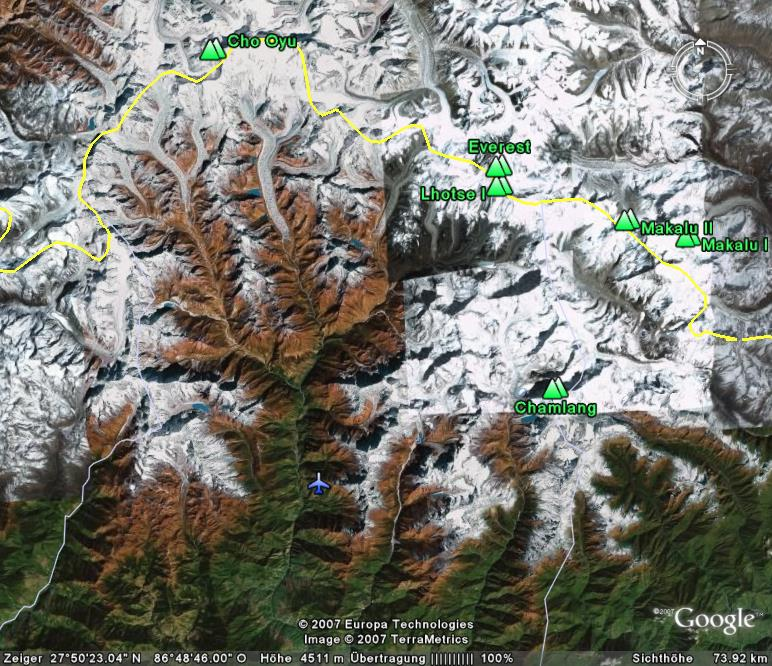 Cho Oyu
Everest
Lhotse I
Makalu II
Makalu I
Chamlang
© 2007 Europa Technologies
Image © 2007 TerraMetrics
©2007 Google™
Zeiger 27°50'23.04" N 86°48'46.00" O Höhe 4511 m Übertragung |||||||||| 100% Sichthöhe 73.92 km